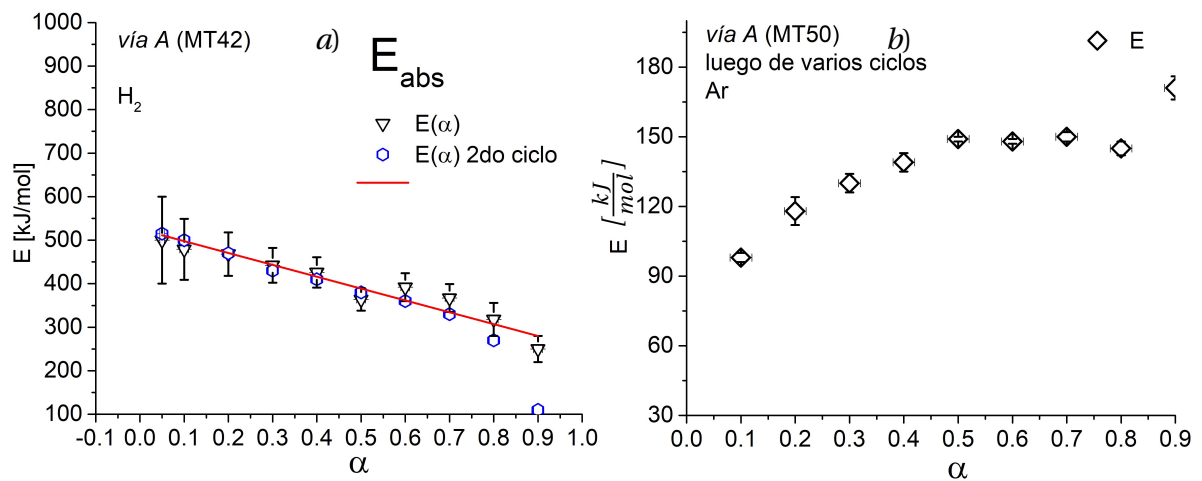 vía A (MT42)
a)
E_abs
H₂
E(α)
E(α) 2do ciclo
E [kJ/mol]
1000
900
800
700
600
500
400
300
200
100
-0.1 0.0 0.1 0.2 0.3 0.4 0.5 0.6 0.7 0.8 0.9 1.0
α
vía A (MT50)
b)
luego de varios ciclos
Ar
E
E [kJ/mol]
180
150
120
90
60
30
0.0 0.1 0.2 0.3 0.4 0.5 0.6 0.7 0.8 0.9
α